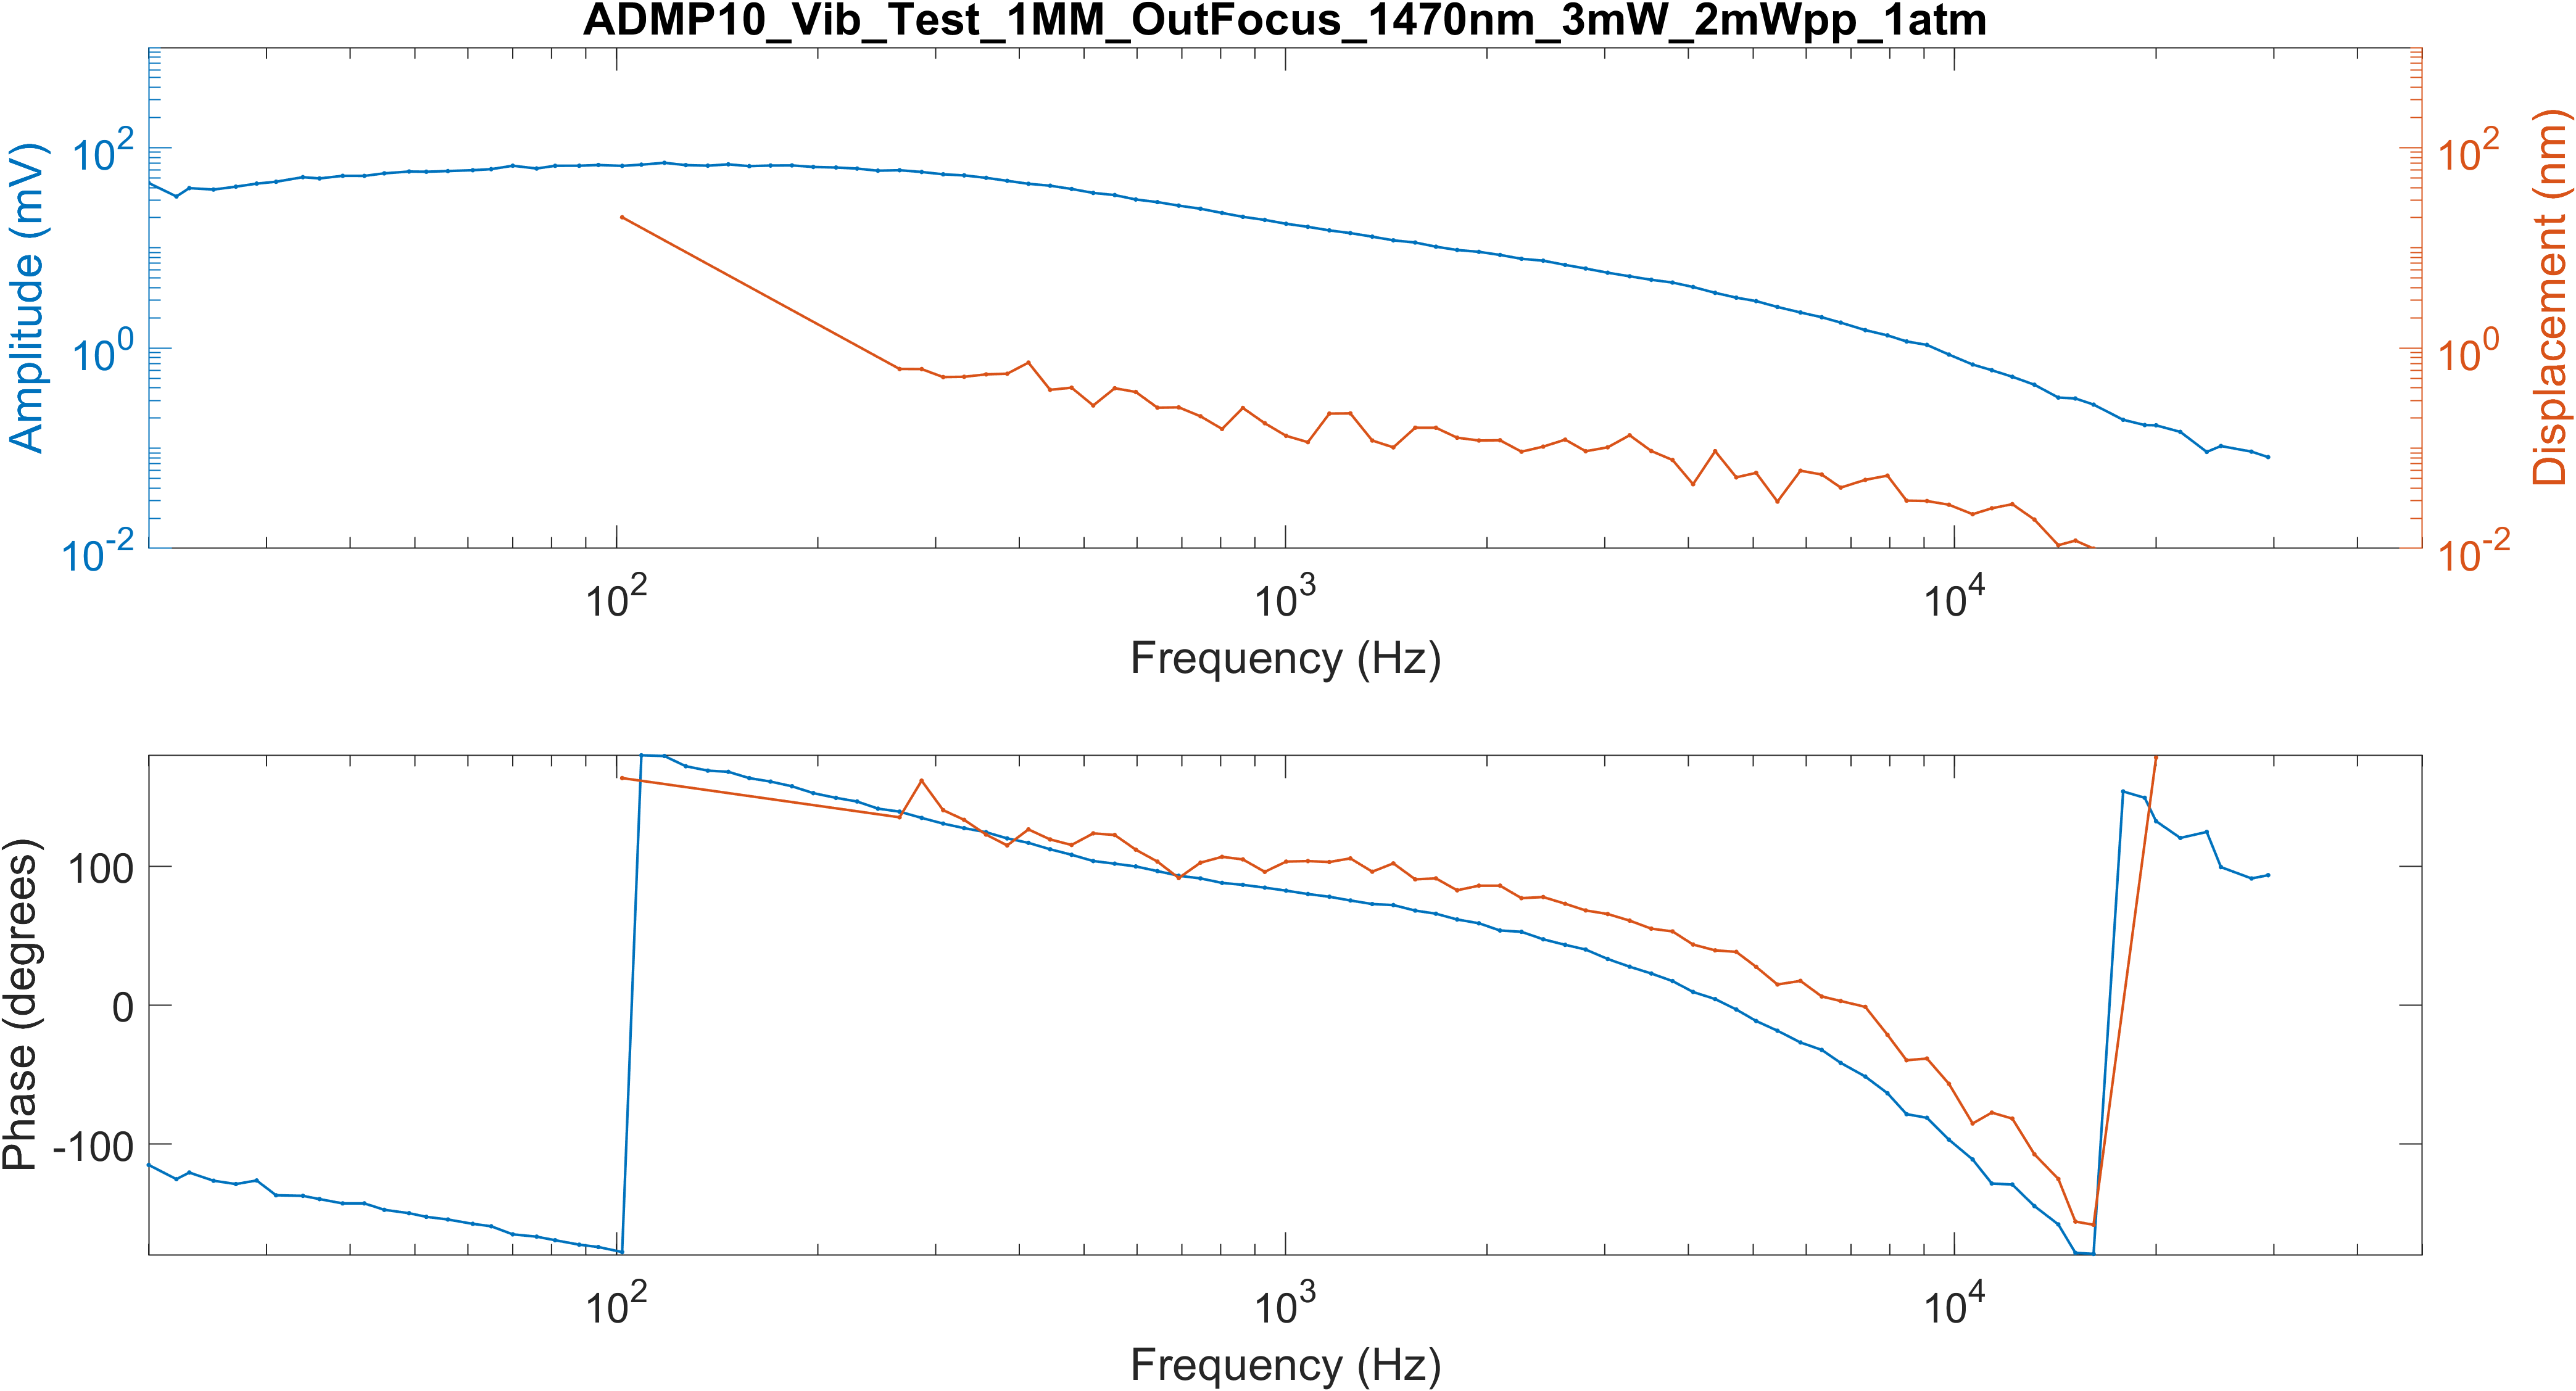 ADMP10_Vib_Test_1MM_OutFocus_1470nm_3mW_2mWpp_1atm
Amplitude (mV)
10^2
10^0
10^-2
Displacement (nm)
10^2
10^0
10^-2
10^2 10^3 10^4
Frequency (Hz)
Phase (degrees)
100
0
-100
10^2 10^3 10^4
Frequency (Hz)